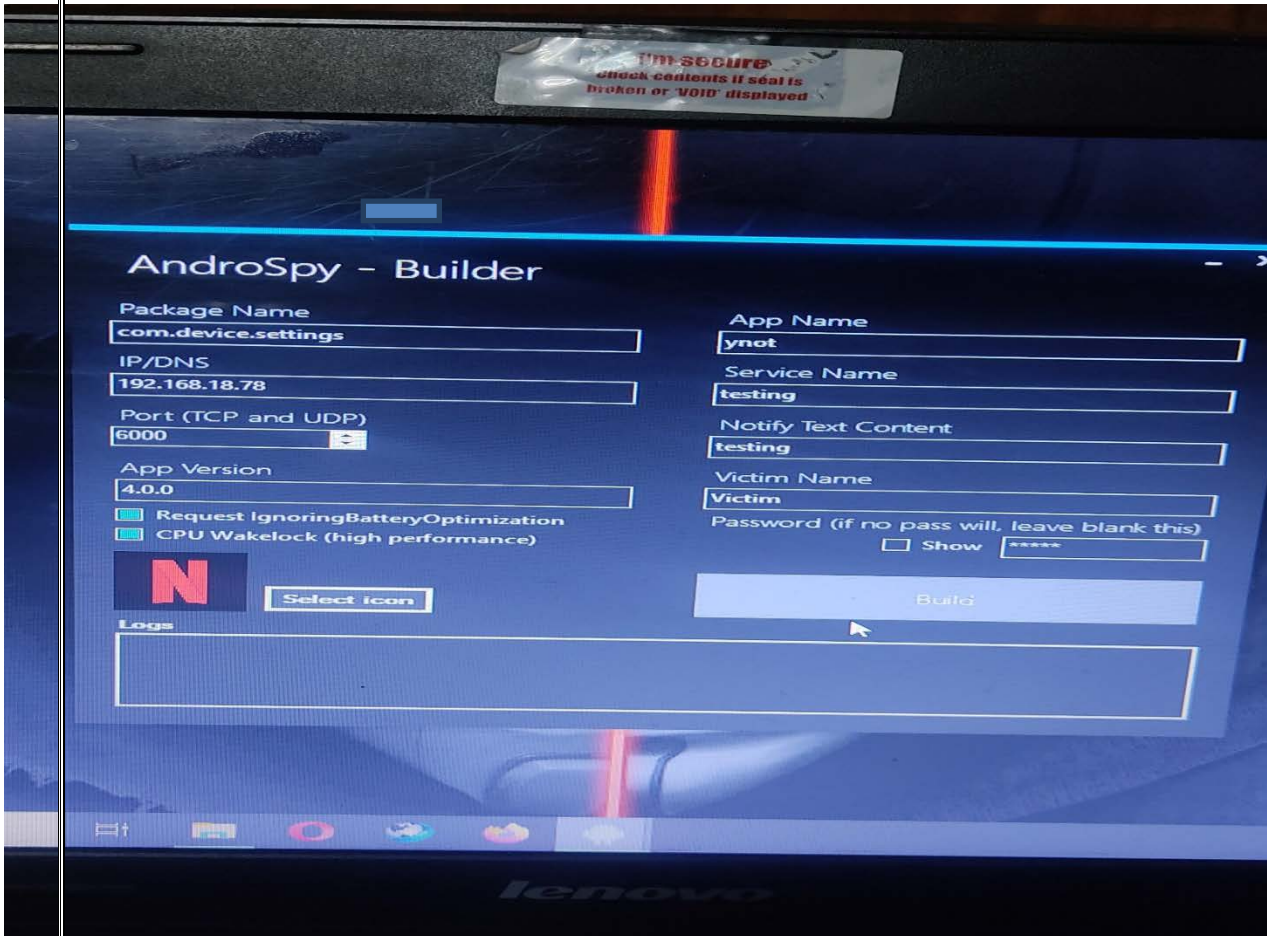 I'm secure
Check contents if seal is
broken or 'VOID' displayed
AndroSpy - Builder
Package Name
com.device.settings
IP/DNS
192.168.18.78
Port (TCP and UDP)
6000
App Version
4.0.0
Request IgnoringBatteryOptimization
CPU Wakelock (high performance)
N
Select icon
App Name
ynot
Service Name
testing
Notify Text Content
testing
Victim Name
Victim
Password (if no pass will, leave blank this)
Show *****
Build
Logs
lenovo